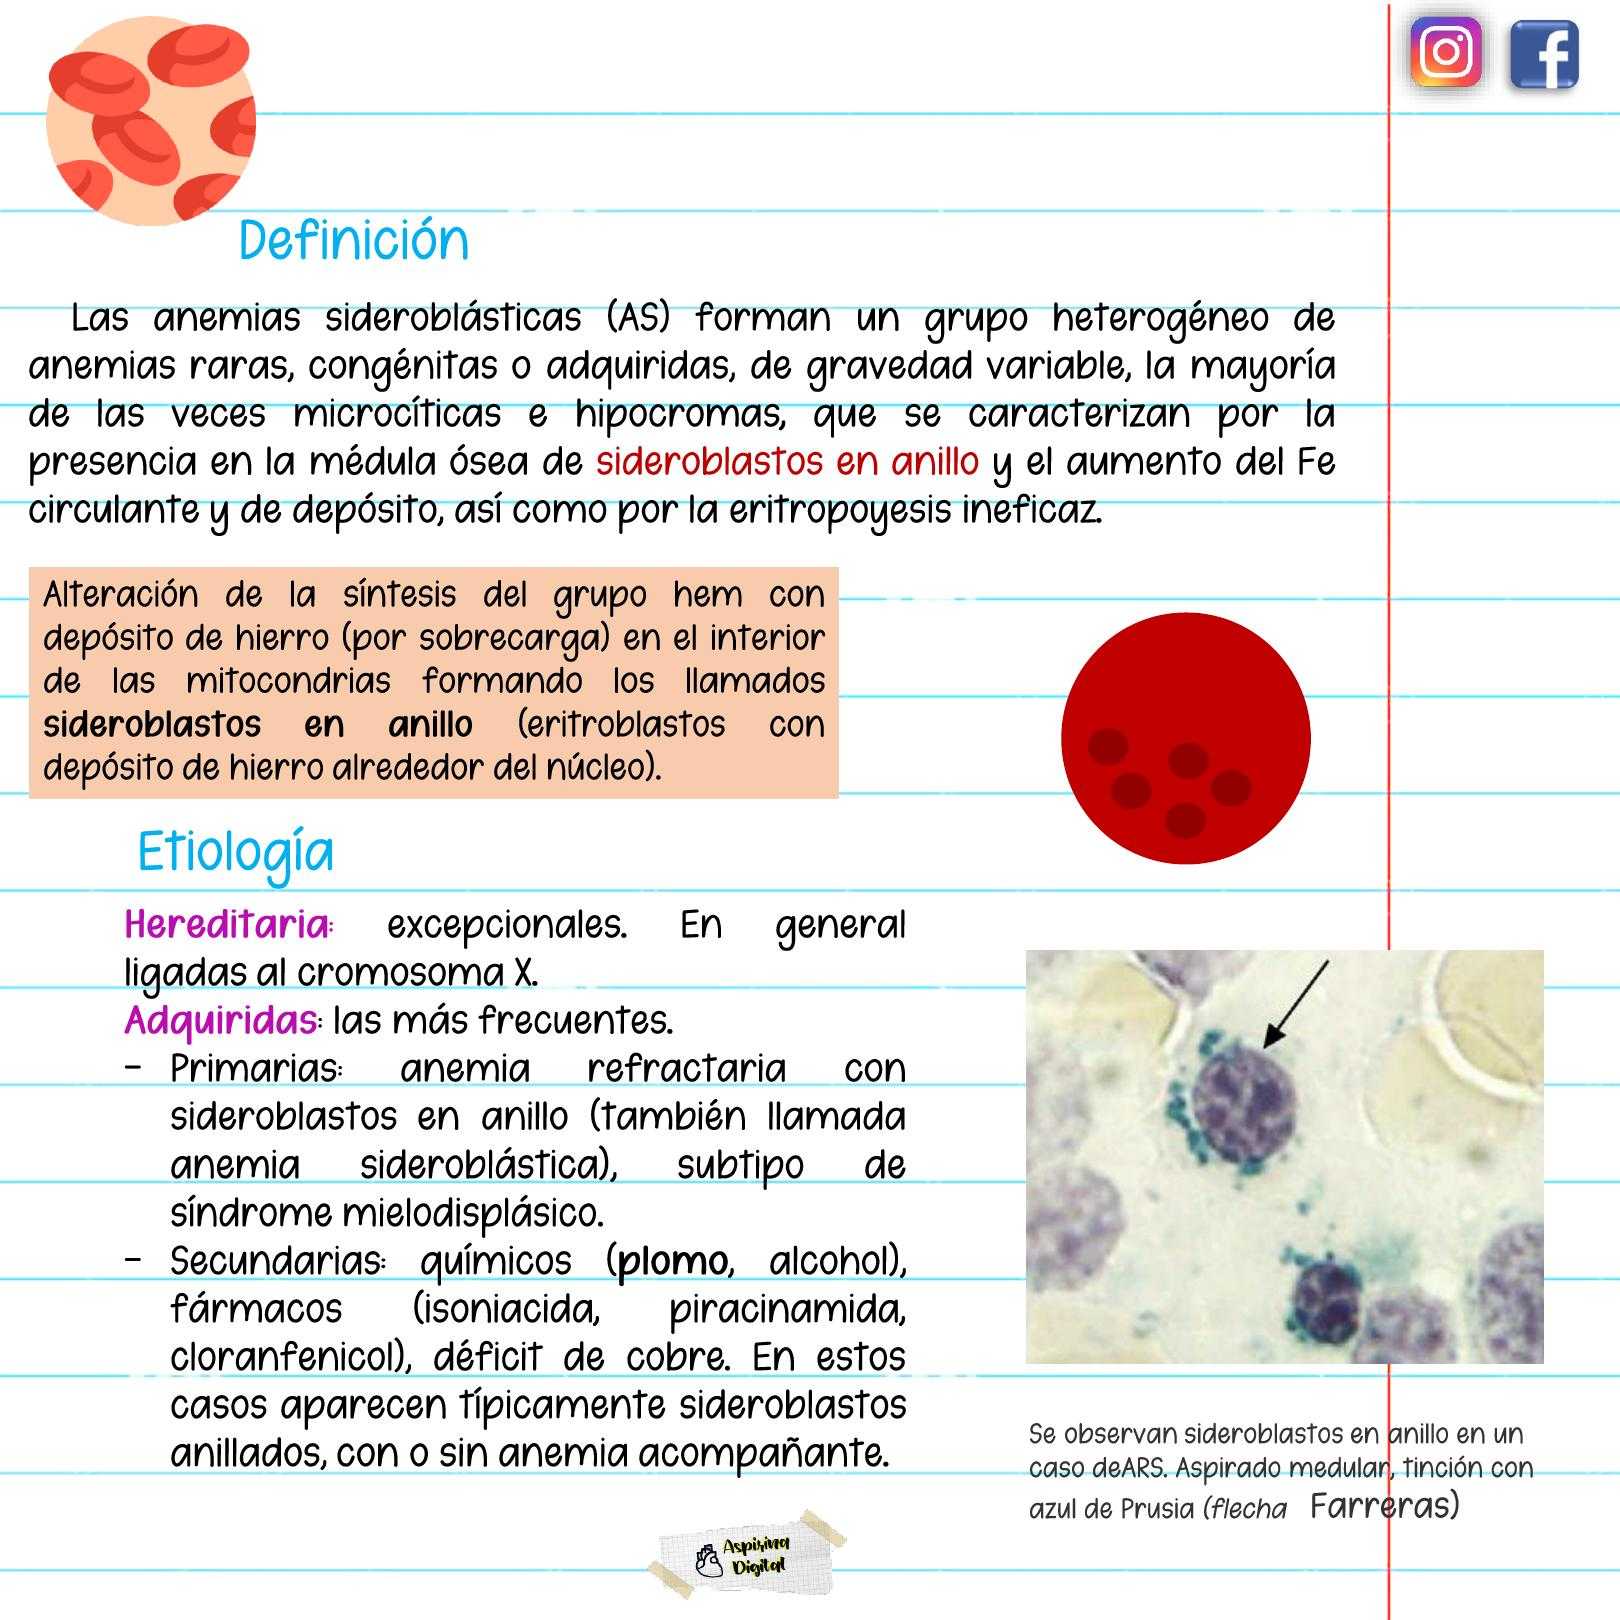 Definición
Las anemias sideroblásticas (AS) forman un grupo heterogéneo de
anemias raras, congénitas o adquiridas, de gravedad variable, la mayoría
de las veces microcíticas e hipocromas, que se caracterizan por la
presencia en la médula ósea de sideroblastos en anillo y el aumento del Fe
circulante y de depósito, así como por la eritropoyesis ineficaz.
Alteración de la síntesis del grupo hem con
depósito de hierro (por sobrecarga) en el interior
de las mitocondrias formando los llamados
sideroblastos en anillo (eritroblastos con
depósito de hierro alrededor del núcleo).
Etiología
Hereditaria: excepcionales. En general
ligadas al cromosoma X.
Adquiridas: las más frecuentes.
- Primarias: anemia refractaria con
sideroblastos en anillo (también llamada
anemia sideroblástica), subtipo de
síndrome mielodisplásico.
- Secundarias: químicos (plomo, alcohol),
fármacos (isoniacida, piracinamida,
cloranfenicol), déficit de cobre. En estos
casos aparecen típicamente sideroblastos
anillados, con o sin anemia acompañante.
Se observan sideroblastos en anillo en un
caso deARS. Aspirado medular, tinción con
azul de Prusia (flecha Farreras)
Aspirina
Digital